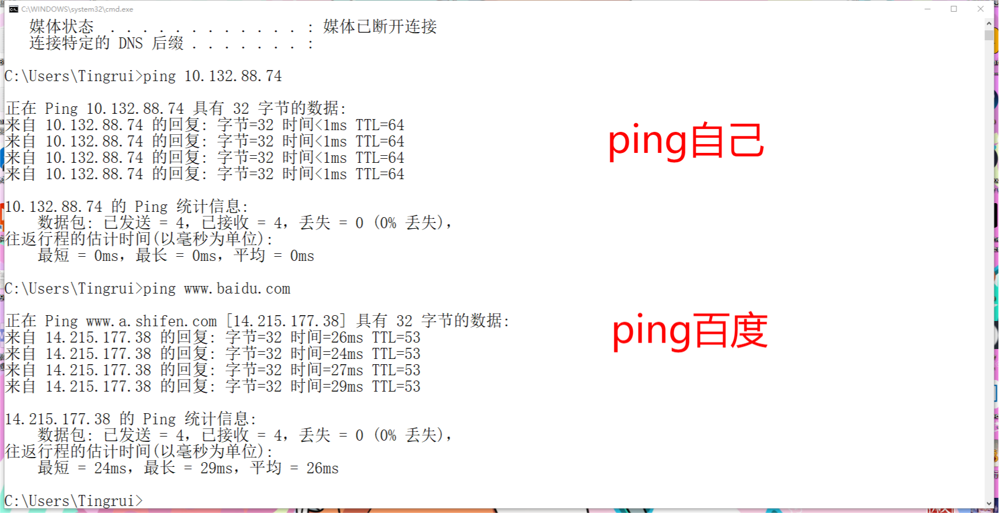 C:\WINDOWS\system32\cmd.exe
媒体状态 . . . . . . . . . . . . . : 媒体已断开连接
连接特定的 DNS 后缀 . . . . . . . :
C:\Users\Tingrui>ping 10.132.88.74
正在 Ping 10.132.88.74 具有 32 字节的数据:
来自 10.132.88.74 的回复: 字节=32 时间<1ms TTL=64
来自 10.132.88.74 的回复: 字节=32 时间<1ms TTL=64
来自 10.132.88.74 的回复: 字节=32 时间<1ms TTL=64
来自 10.132.88.74 的回复: 字节=32 时间<1ms TTL=64
ping自己
10.132.88.74 的 Ping 统计信息:
数据包: 已发送 = 4，已接收 = 4，丢失 = 0 (0% 丢失)，
往返行程的估计时间(以毫秒为单位):
最短 = 0ms，最长 = 0ms，平均 = 0ms
C:\Users\Tingrui>ping www.baidu.com
正在 Ping www.a.shifen.com [14.215.177.38] 具有 32 字节的数据:
来自 14.215.177.38 的回复: 字节=32 时间=26ms TTL=53
来自 14.215.177.38 的回复: 字节=32 时间=24ms TTL=53
来自 14.215.177.38 的回复: 字节=32 时间=27ms TTL=53
来自 14.215.177.38 的回复: 字节=32 时间=29ms TTL=53
ping百度
14.215.177.38 的 Ping 统计信息:
数据包: 已发送 = 4，已接收 = 4，丢失 = 0 (0% 丢失)，
往返行程的估计时间(以毫秒为单位):
最短 = 24ms，最长 = 29ms，平均 = 26ms
C:\Users\Tingrui>